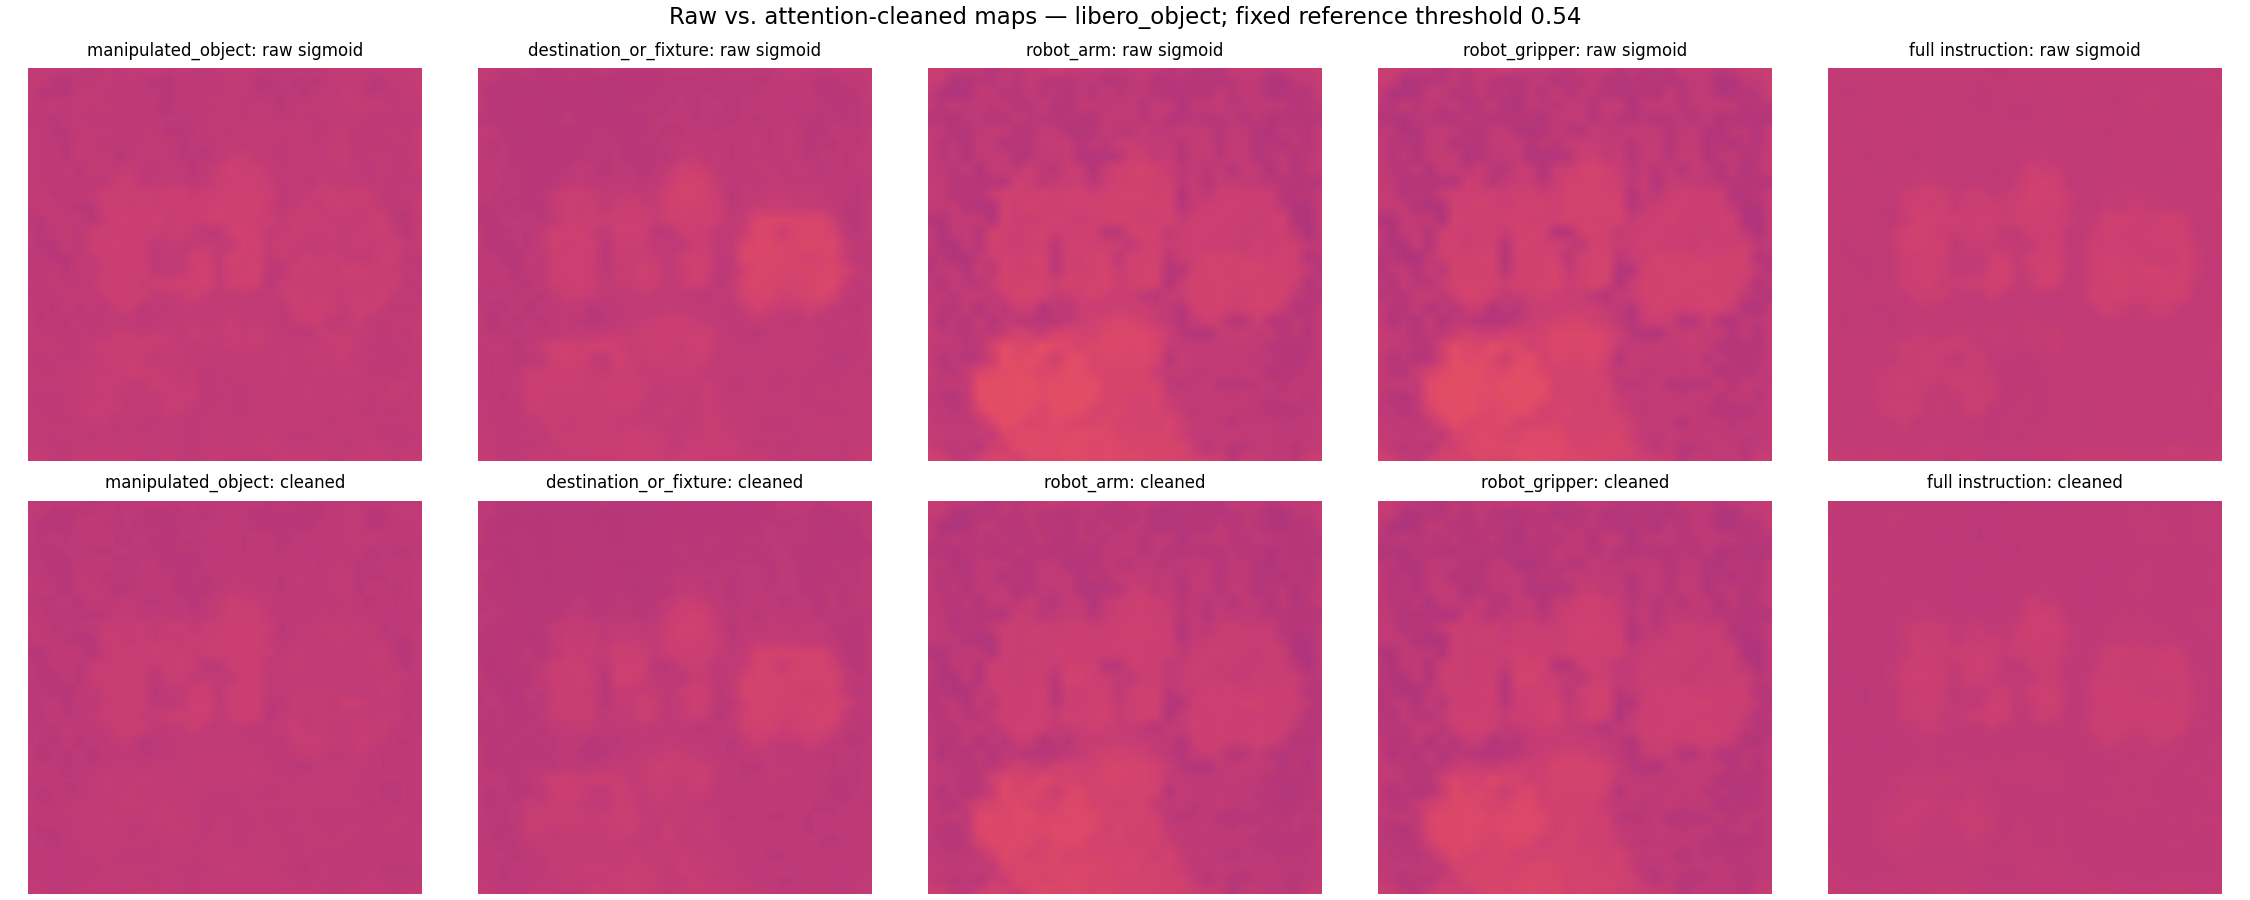 Raw vs. attention-cleaned maps — libero_object; fixed reference threshold 0.54
manipulated_object: raw sigmoid
destination_or_fixture: raw sigmoid
robot_arm: raw sigmoid
robot_gripper: raw sigmoid
full instruction: raw sigmoid
manipulated_object: cleaned
destination_or_fixture: cleaned
robot_arm: cleaned
robot_gripper: cleaned
full instruction: cleaned